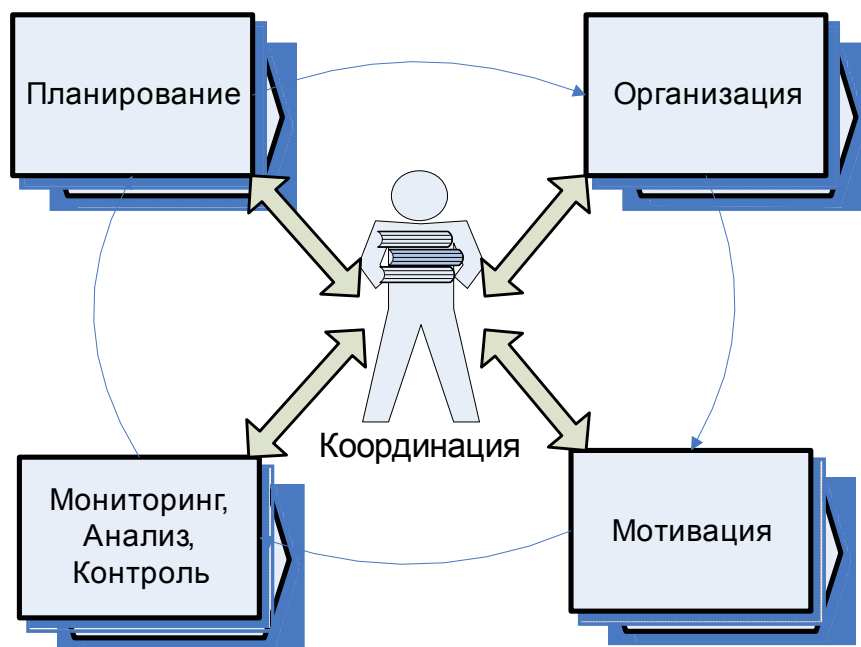 Планирование
Организация
Координация
Мониторинг,
Анализ,
Контроль
Мотивация